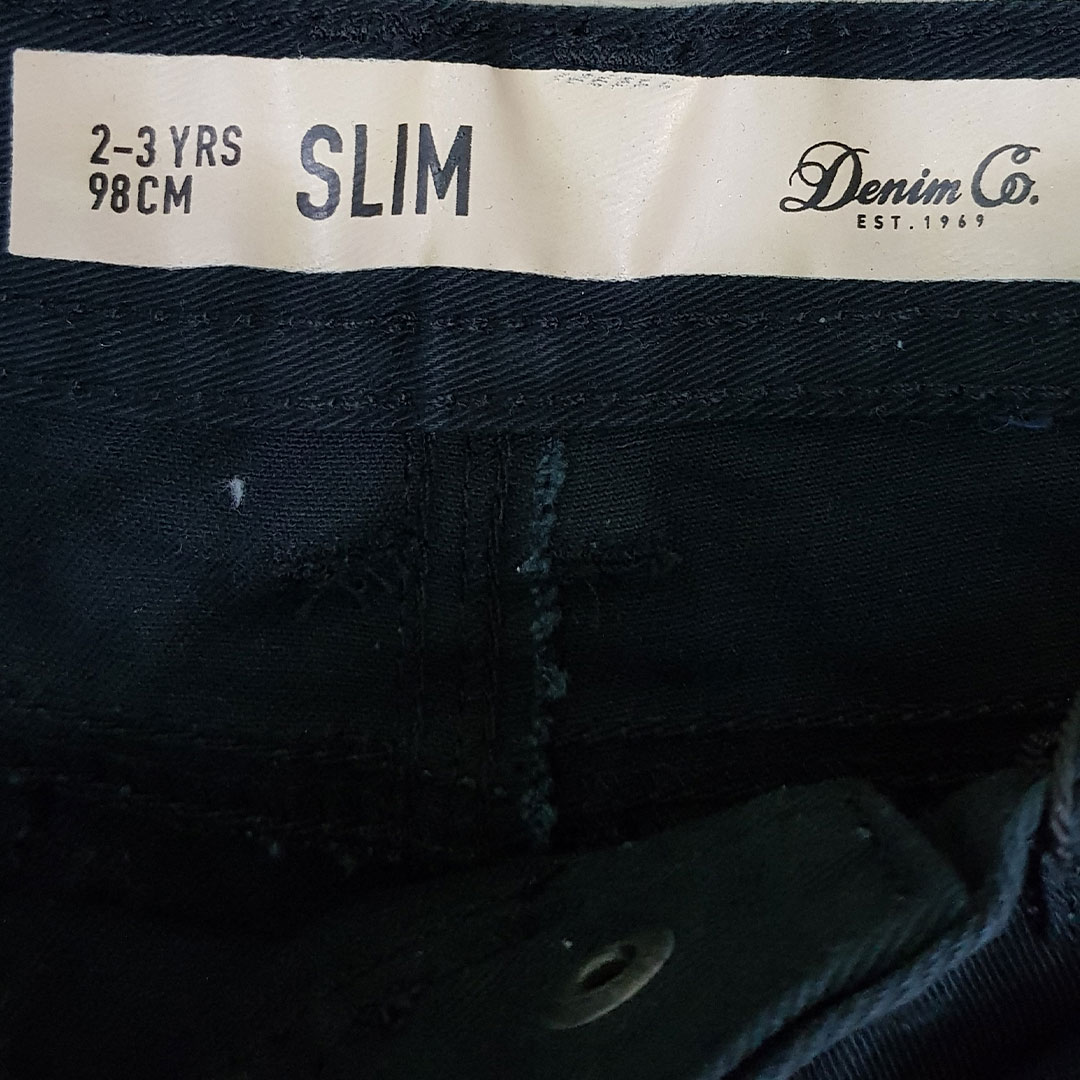 2-3 YRS
98CM
SLIM
Denim Co.
EST.1969